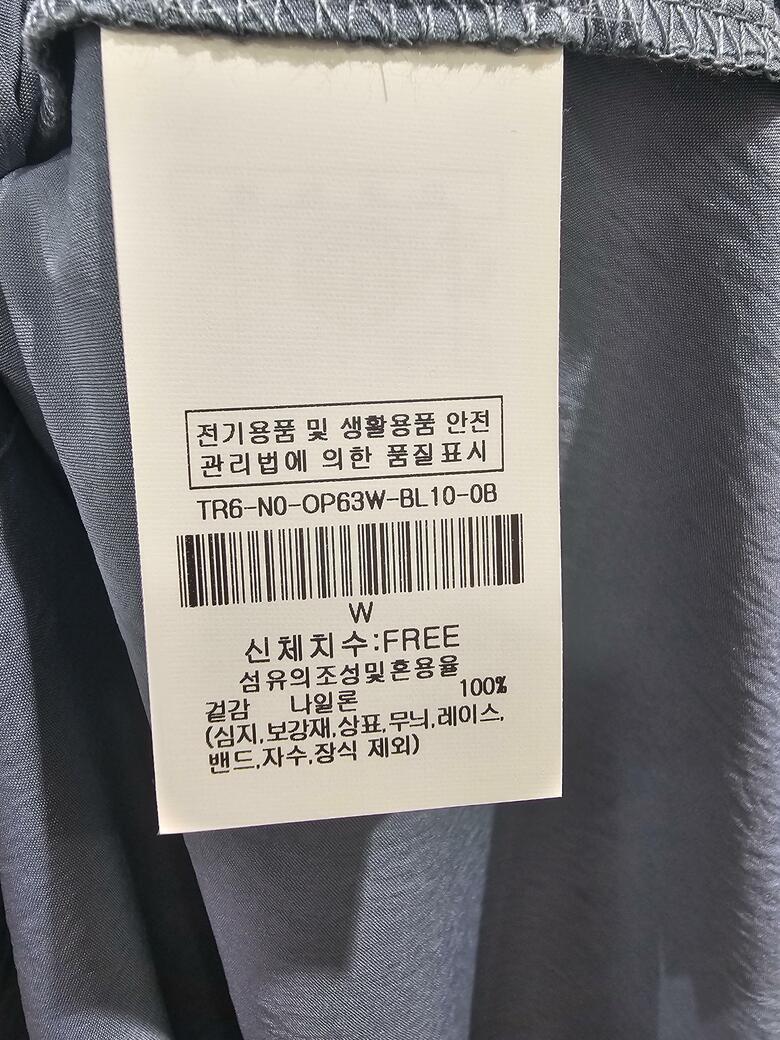 전기용품 및 생활용품 안전
관리법에 의한 품질표시
TR6-N0-OP63W-BL10-0B
W
신체치수:FREE
섬유의조성및혼용율
겉감 나일론 100%
(심지,보강재,상표,무늬,레이스,
밴드,자수,장식 제외)